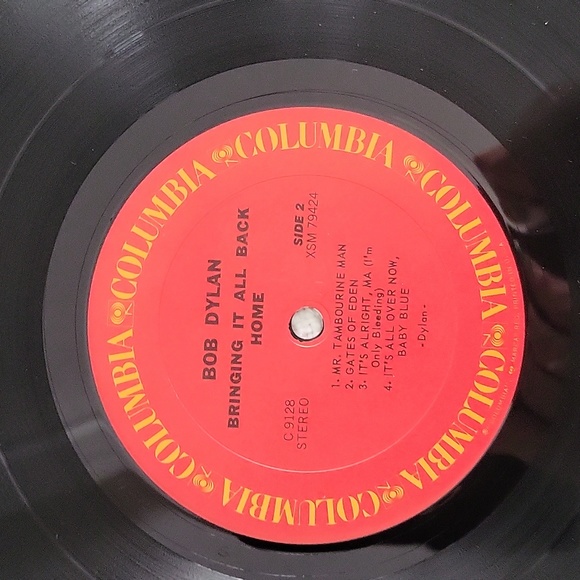 COLUMBIA COLUMBIA COLUMBIA COLUMBIA COLUMBIA COLUMBIA
BOB DYLAN
BRINGING IT ALL BACK
HOME
C 9128
STEREO
SIDE 2
XSM 79424
1. MR. TAMBOURINE MAN
2. GATES OF EDEN
3. IT'S ALRIGHT, MA (I'm
Only Bleeding)
4. IT'S ALL OVER NOW,
BABY BLUE
-Dylan-